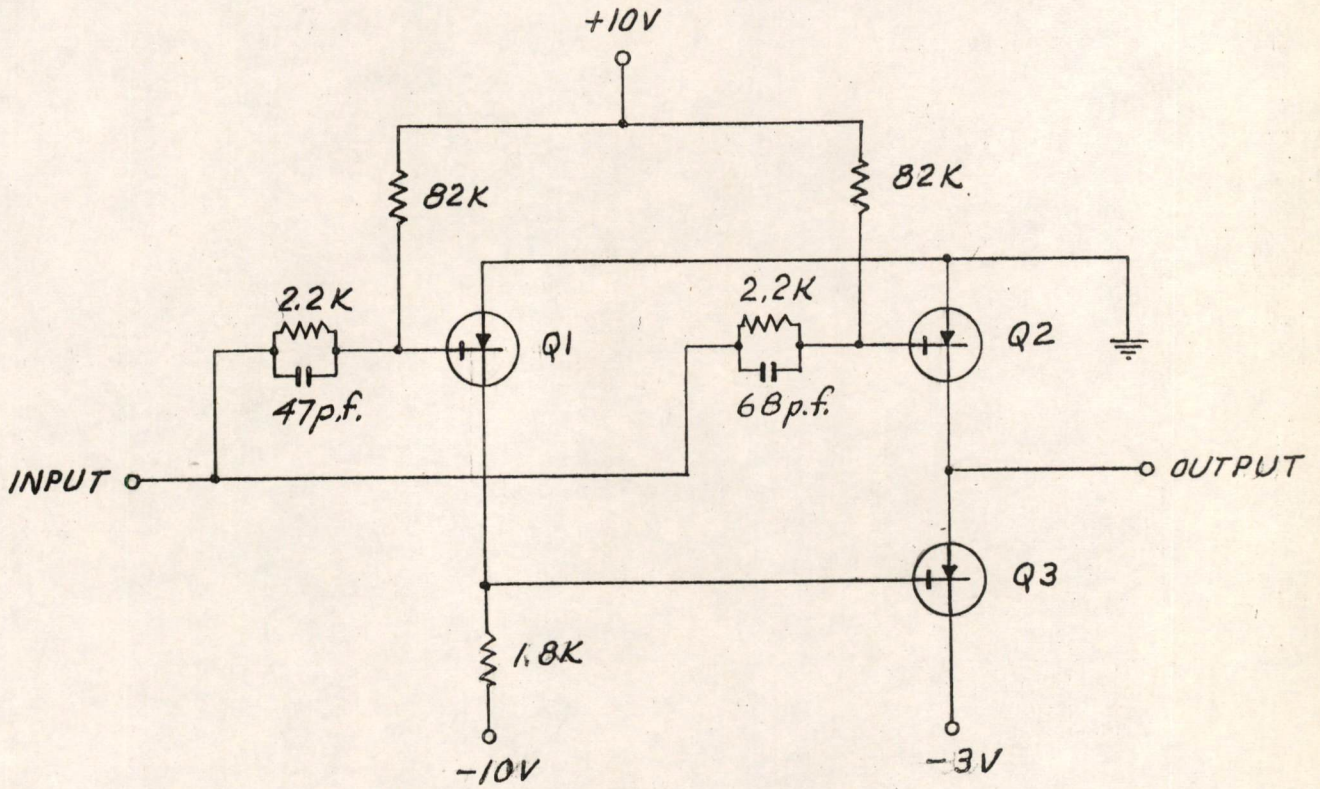 +10V
82K
82K
2.2K
2.2K
Q1
Q2
47p.f.
68p.f.
INPUT
OUTPUT
Q3
1.8K
-10V
-3V